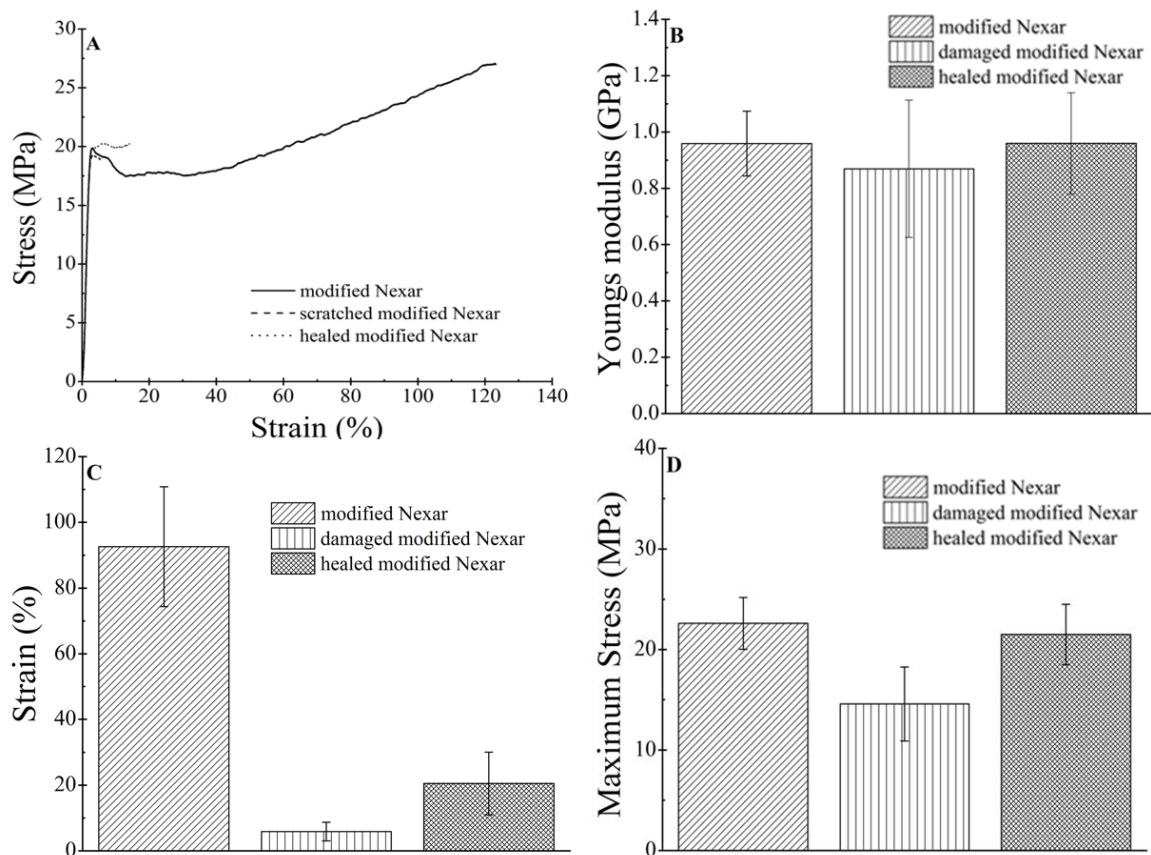 A
30
25
20
15
10
5
0
Stress (MPa)
modified Nexar
scratched modified Nexar
healed modified Nexar
0 20 40 60 80 100 120 140
Strain (%)
B
1.4
1.2
1.0
0.8
0.6
0.4
0.2
0.0
Youngs modulus (GPa)
modified Nexar
damaged modified Nexar
healed modified Nexar
C
120
100
80
60
40
20
0
Strain (%)
modified Nexar
damaged modified Nexar
healed modified Nexar
D
40
30
20
10
0
Maximum Stress (MPa)
modified Nexar
damaged modified Nexar
healed modified Nexar